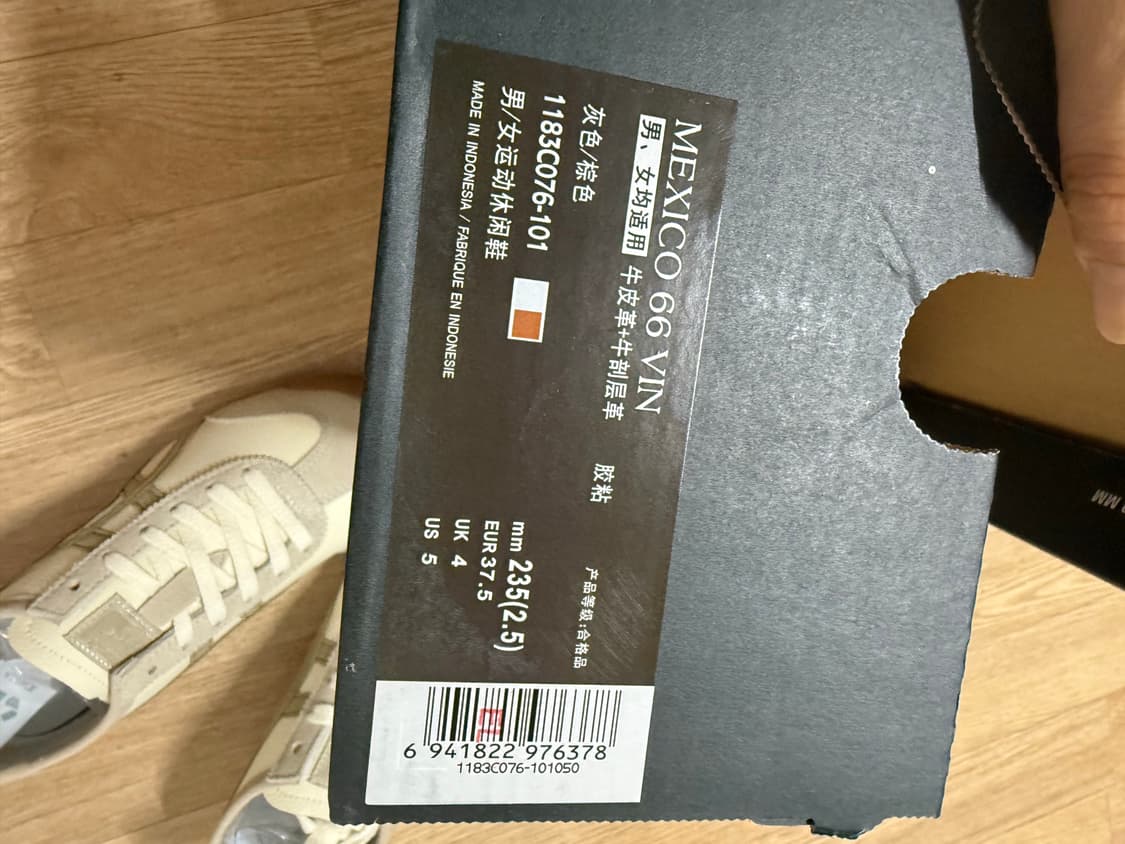 MEXICO 66 VIN
男、女均适用 牛皮革+牛剖层革 胶粘 产品等级:合格品
灰色/棕色
1183C076-101
男/女运动休闲鞋
MADE IN INDONESIA / FABRIQUE EN INDONESIE
mm 235(2.5)
EUR 37.5
UK 4
US 5
EL
6 941822 976378
1183C076-101050
MM